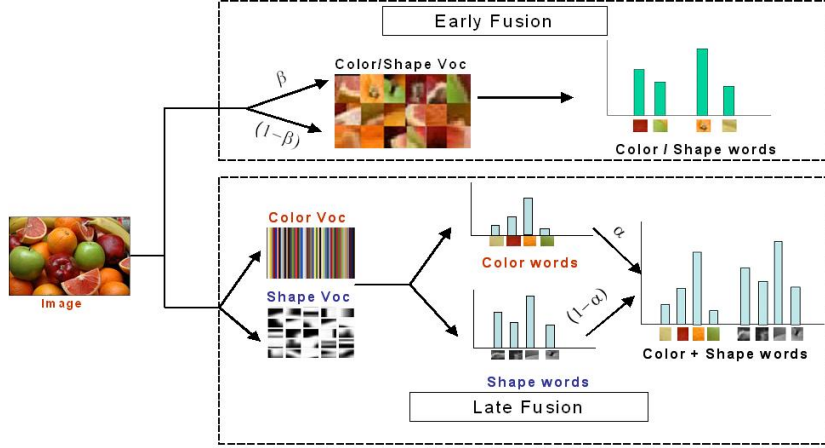 Early Fusion
Color/Shape Voc
β
(1-β)
Color / Shape words
Image
Color Voc
Shape Voc
Color words
α
(1-α)
Shape words
Color + Shape words
Late Fusion